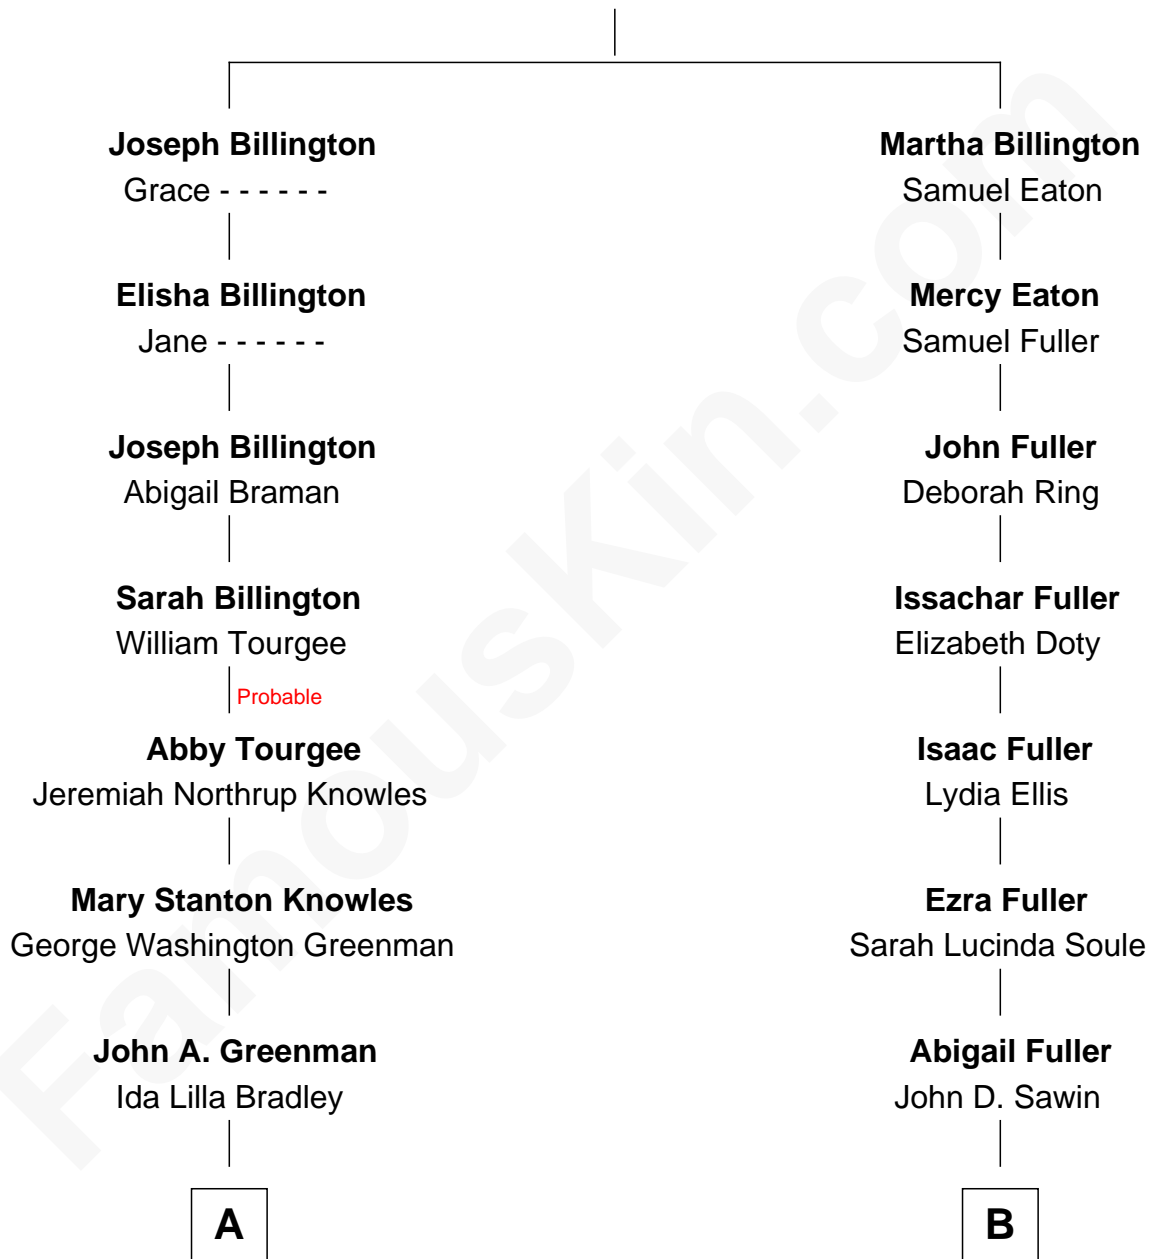 Joseph Billington
Grace - - - - - -
Elisha Billington
Jane - - - - - -
Joseph Billington
Abigail Braman
Sarah Billington
William Tourgee
Probable
Abby Tourgee
Jeremiah Northrup Knowles
Mary Stanton Knowles
George Washington Greenman
John A. Greenman
Ida Lilla Bradley
A
Martha Billington
Samuel Eaton
Mercy Eaton
Samuel Fuller
John Fuller
Deborah Ring
Issachar Fuller
Elizabeth Doty
Isaac Fuller
Lydia Ellis
Ezra Fuller
Sarah Lucinda Soule
Abigail Fuller
John D. Sawin
B
FamousKin.com